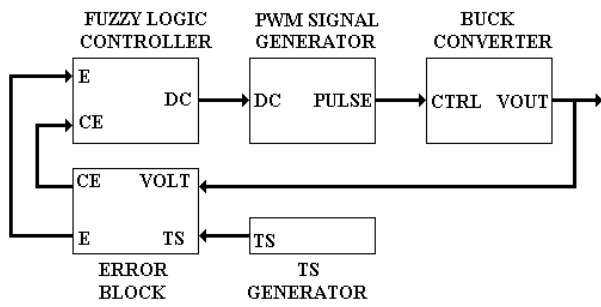 FUZZY LOGIC
CONTROLLER
PWM SIGNAL
GENERATOR
BUCK
CONVERTER
E
DC
CE
DC
PULSE
CTRL
VOUT
CE
VOLT
E
TS
TS
ERROR
BLOCK
TS
GENERATOR